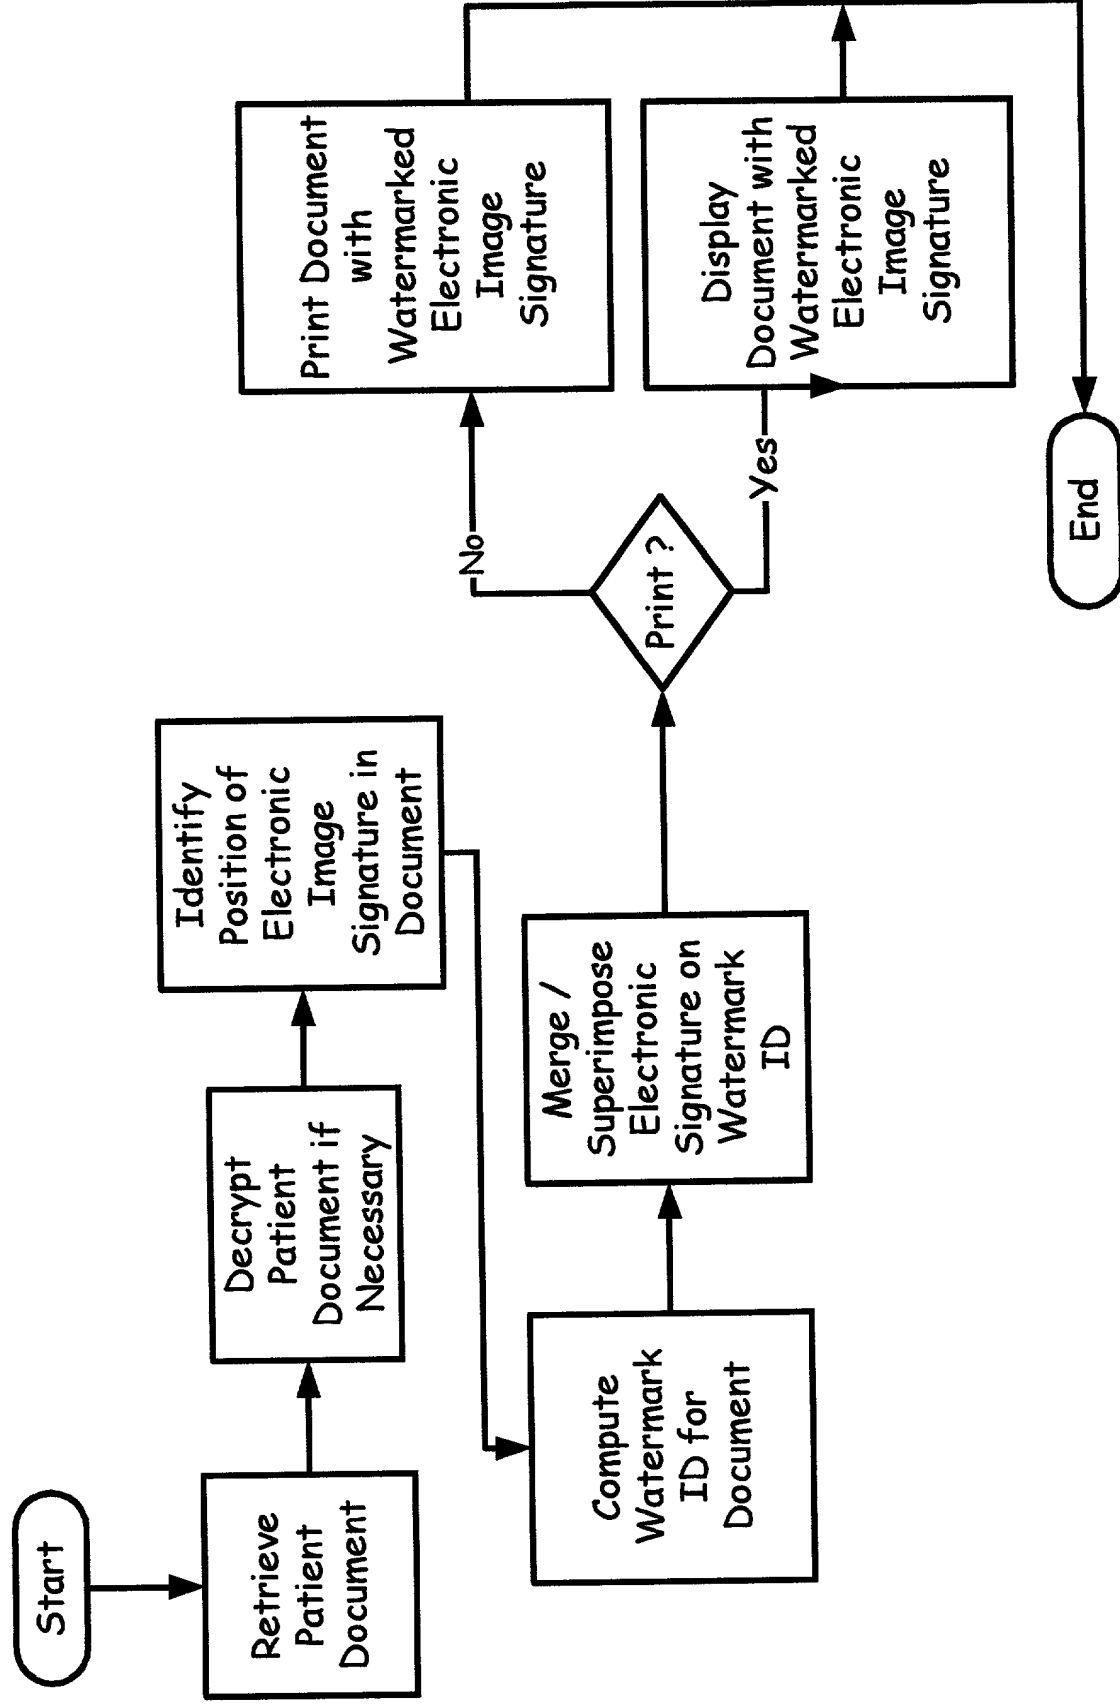 Start
Retrieve
Patient
Document
Decrypt
Patient
Document if
Necessary
Identify
Position of
Electronic
Image
Signature in
Document
Compute
Watermark
ID for
Document
Merge /
Superimpose
Electronic
Signature on
Watermark
ID
Print ?
No
Yes
Print Document
with
Watermarked
Electronic
Image
Signature
Display
Document with
Watermarked
Electronic
Image
Signature
End